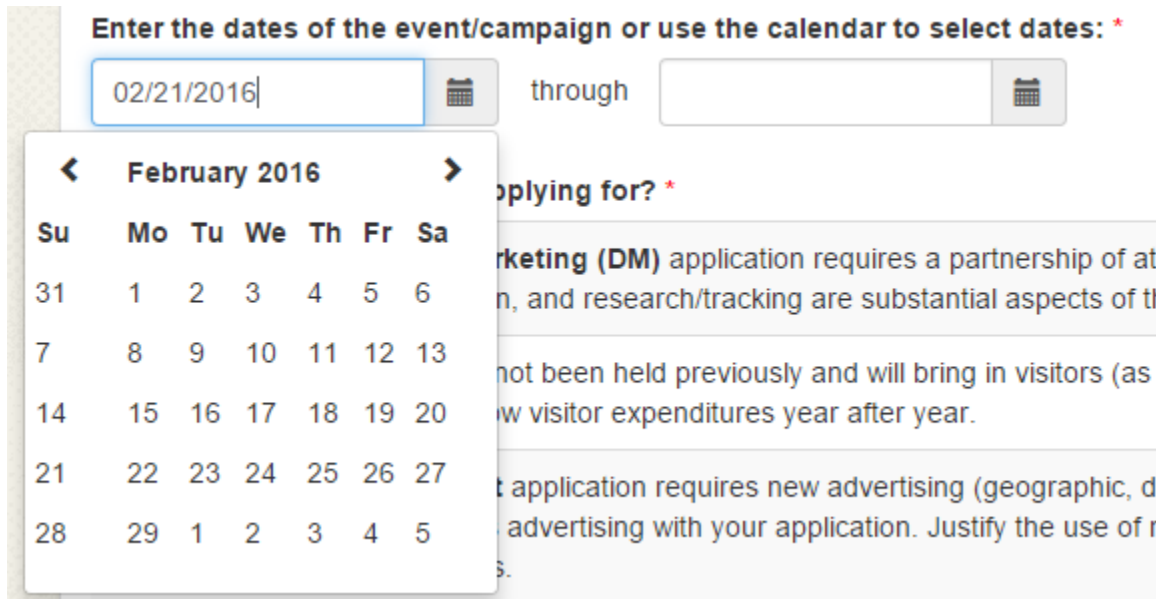 Enter the dates of the event/campaign or use the calendar to select dates: *
02/21/2016 through
February 2016
Su Mo Tu We Th Fr Sa
31 1 2 3 4 5 6
7 8 9 10 11 12 13
14 15 16 17 18 19 20
21 22 23 24 25 26 27
28 29 1 2 3 4 5
for? *
(DM) application requires a partnership of at
, and research/tracking are substantial aspects of
not been held previously and will bring in visitors (as
visitor expenditures year after year.
application requires new advertising (geographic,
advertising with your application. Justify the use of